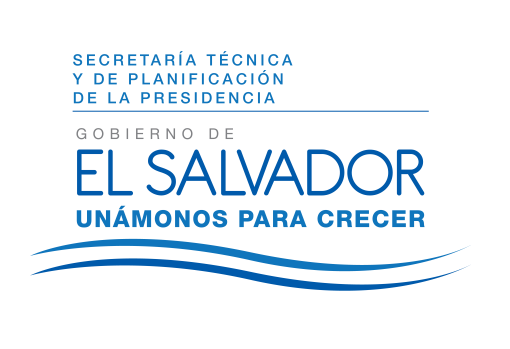 SECRETARÍA TÉCNICA
Y DE PLANIFICACIÓN
DE LA PRESIDENCIA
GOBIERNO DE
EL SALVADOR
UNÁMONOS PARA CRECER